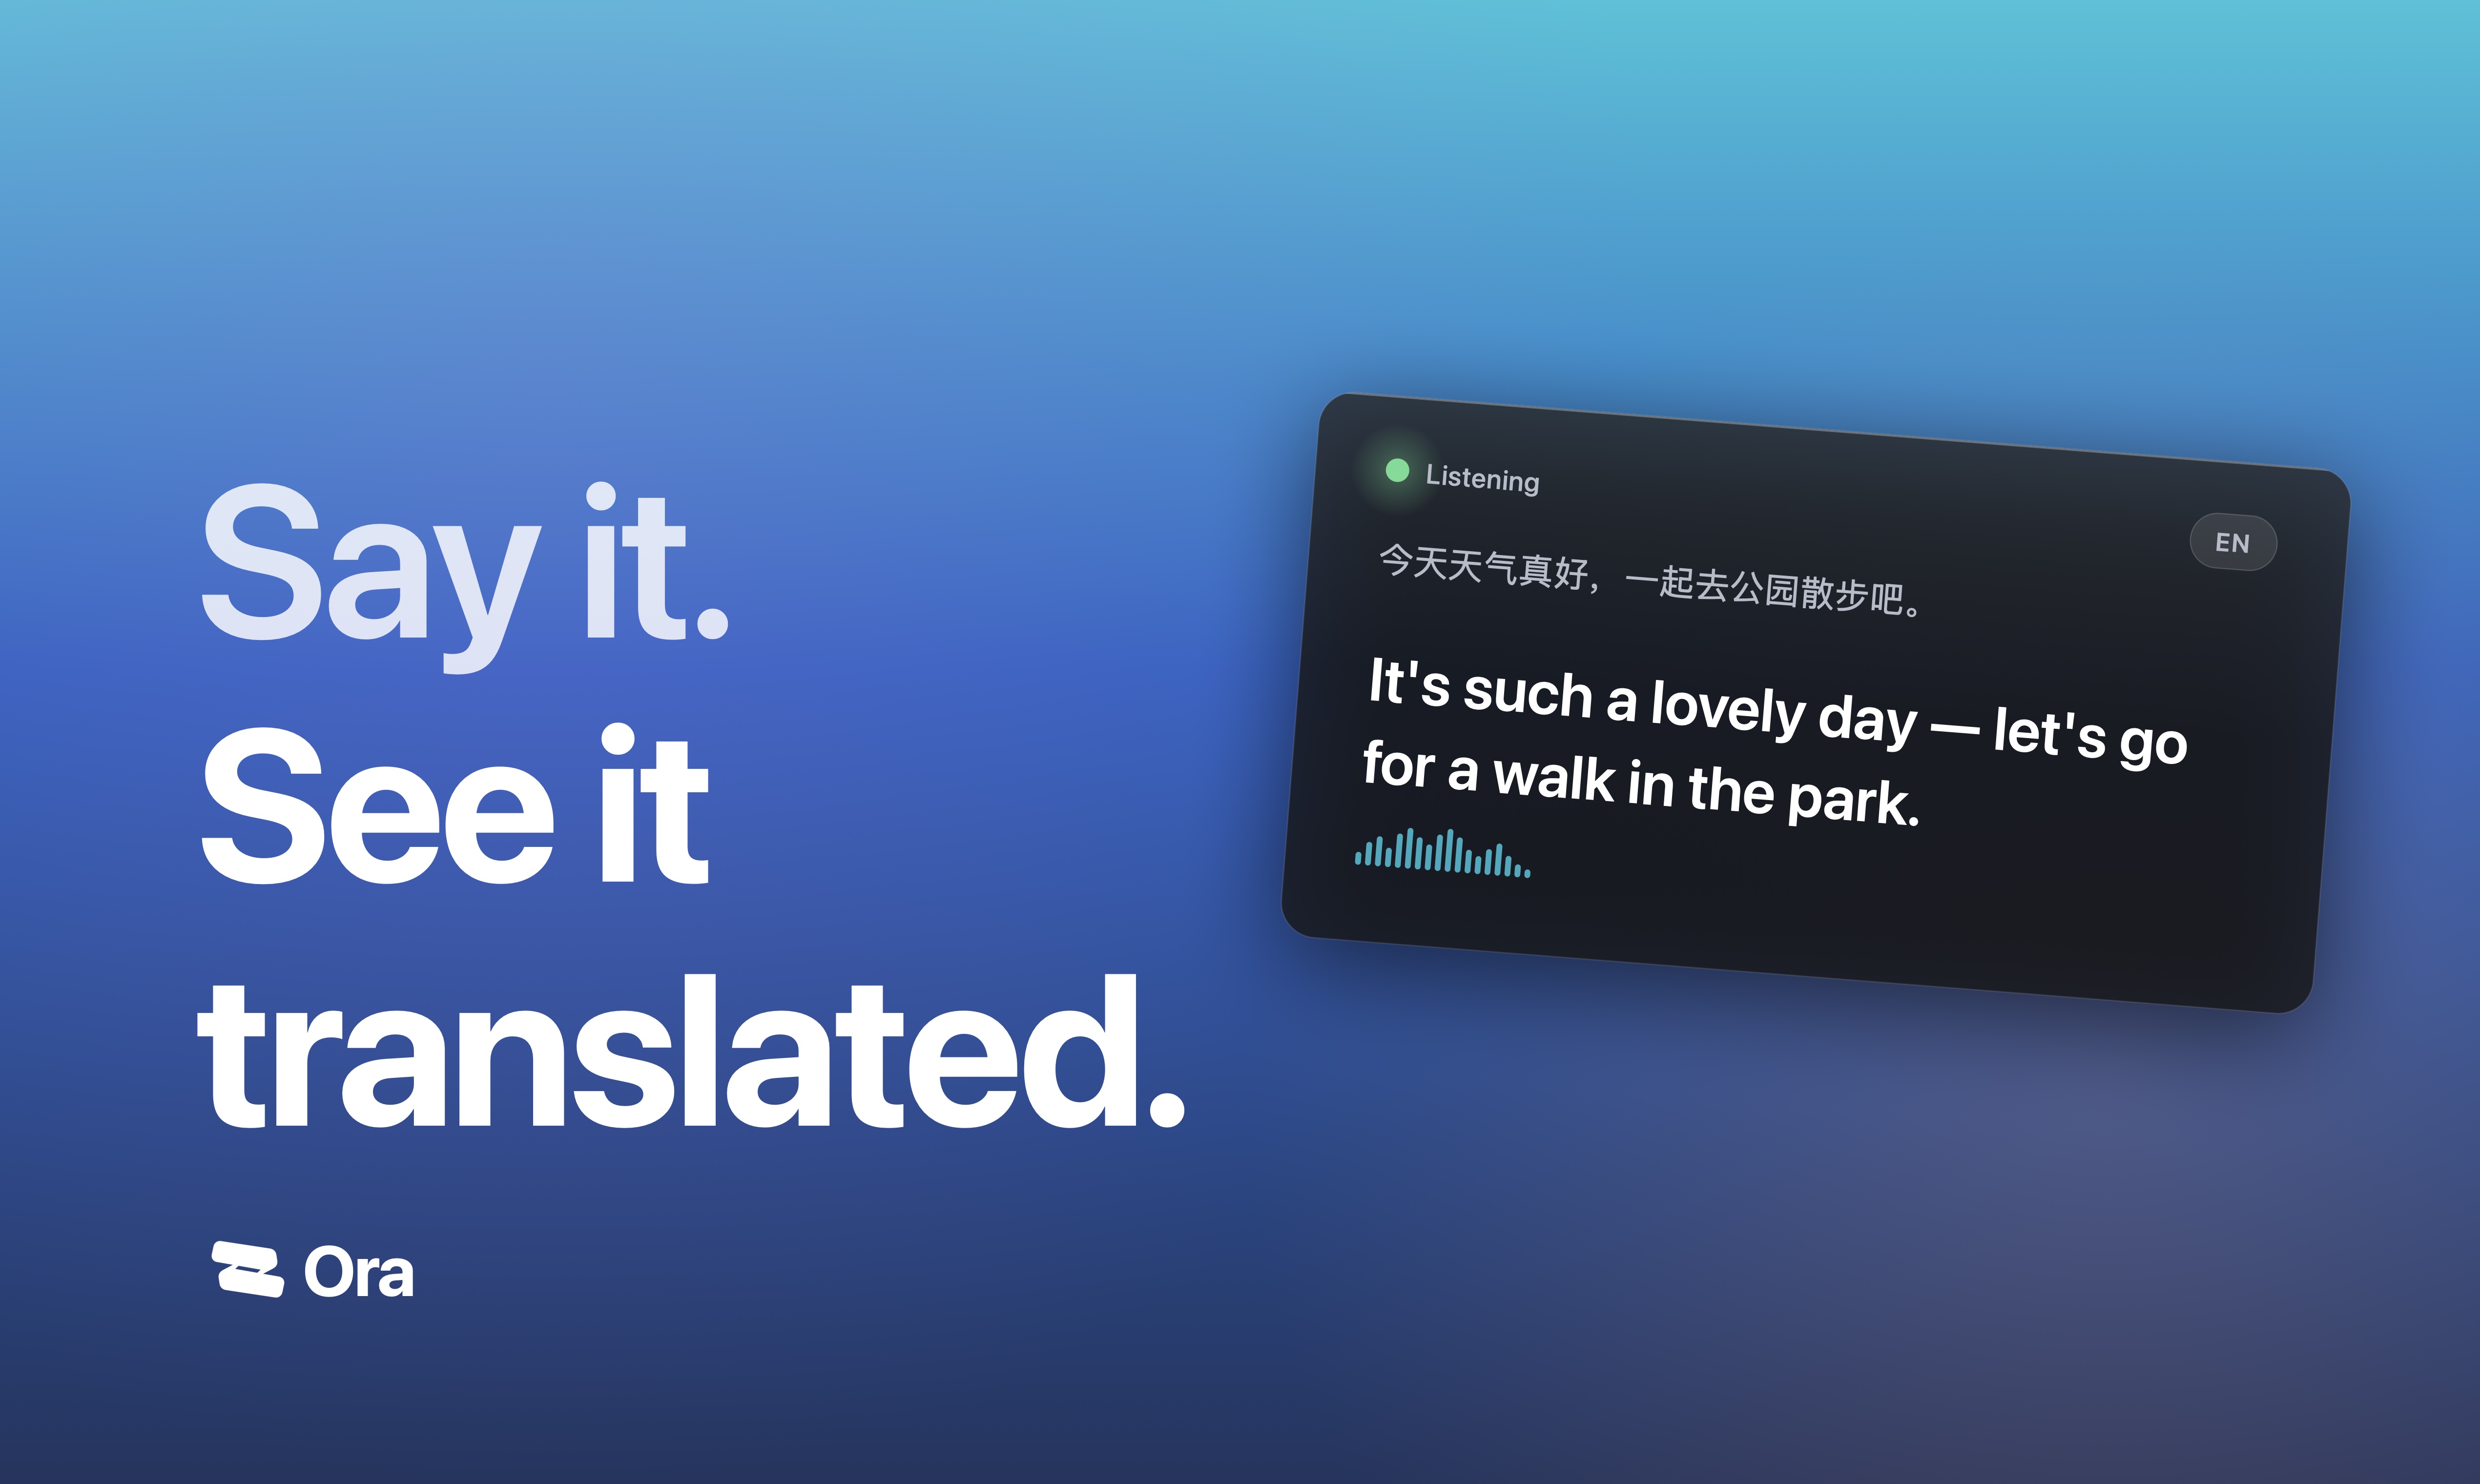 Say it.
See it
translated.
Ora
Listening
EN
今天天气真好，一起去公园散步吧。
It's such a lovely day — let's go
for a walk in the park.